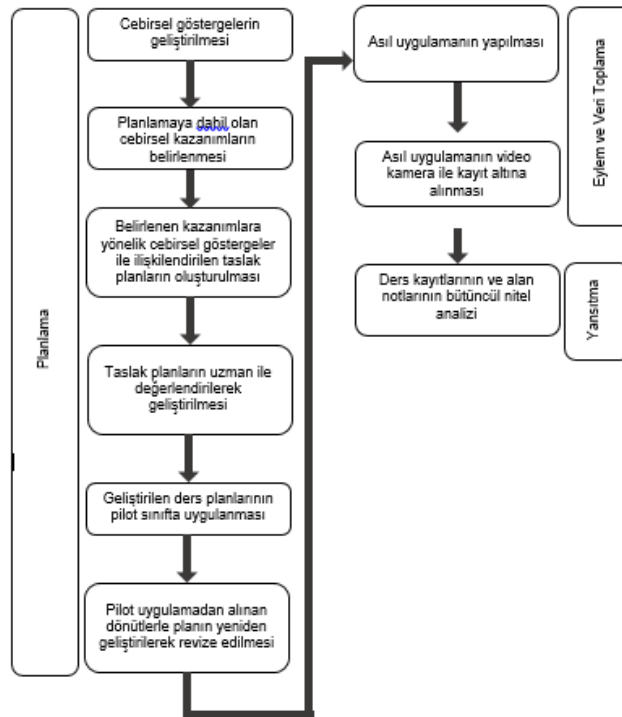 Planlama
Cebirsel göstergelerin
geliştirilmesi
Planlamaya dahil olan
cebirsel kazanımların
belirlenmesi
Belirlenen kazanımlara
yönelik cebirsel göstergeler
ile ilişkilendirilen taslak
planların oluşturulması
Taslak planların uzman ile
değerlendirilerek
geliştirilmesi
Geliştirilen ders planlarının
pilot sınıfta uygulanması
Pilot uygulamadan alınan
dönütlerle planın yeniden
geliştirilerek revize edilmesi
Asıl uygulamanın yapılması
Asıl uygulamanın video
kamera ile kayıt altına
alınması
Eylem ve Veri Toplama
Ders kayıtlarının ve alan
notlarının bütüncül nitel
analizi
Yansıtma